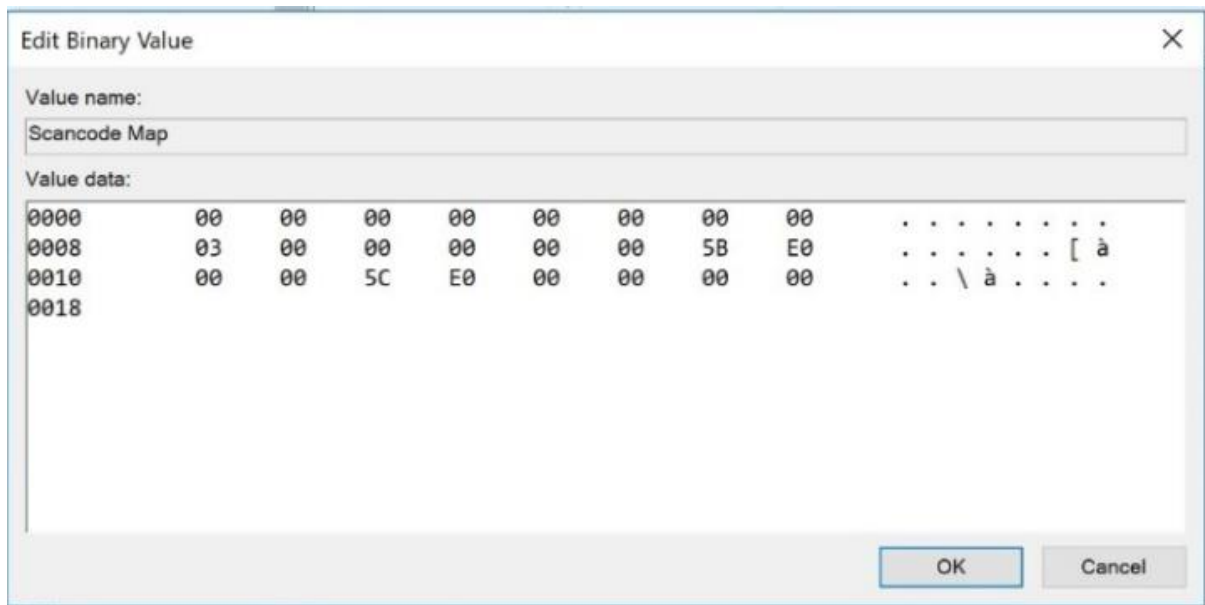 Edit Binary Value
Value name:
Scancode Map
Value data:
0000 00 00 00 00 00 00 00 00 . . . . . . . .
0008 03 00 00 00 00 00 5B E0 . . . . . . [ à
0010 00 00 5C E0 00 00 00 00 . . \ à . . . .
0018
OK Cancel